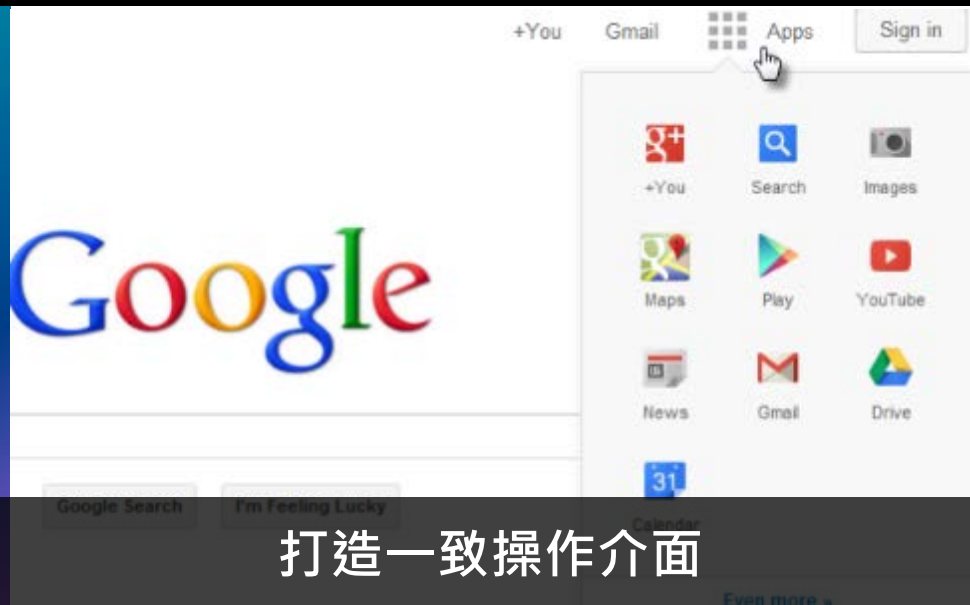 +You Gmail Apps Sign in
g+
+You Search Images
g
Maps Play YouTube
Google
News Gmail Drive
31
Google Search I'm Feeling Lucky
Calendar
打造一致操作介面
Even more »